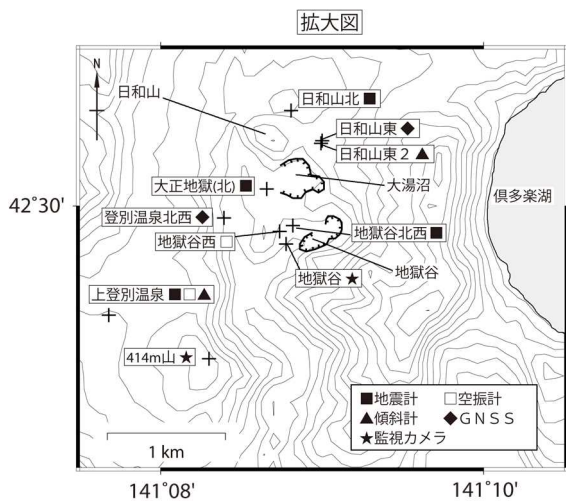 拡大図
N
日和山
日和山北 ■
日和山東 ◆
日和山東2 ▲
大正地獄(北) ■
大湯沼
倶多楽湖
42°30'
登別温泉北西 ◆
地獄谷北西 ■
地獄谷西 □
地獄谷 ★
地獄谷
上登別温泉 ■ □ ▲
414m山 ★
■地震計 □空振計
▲傾斜計 ◆GNSS
★監視カメラ
1 km
141°08' 141°10'